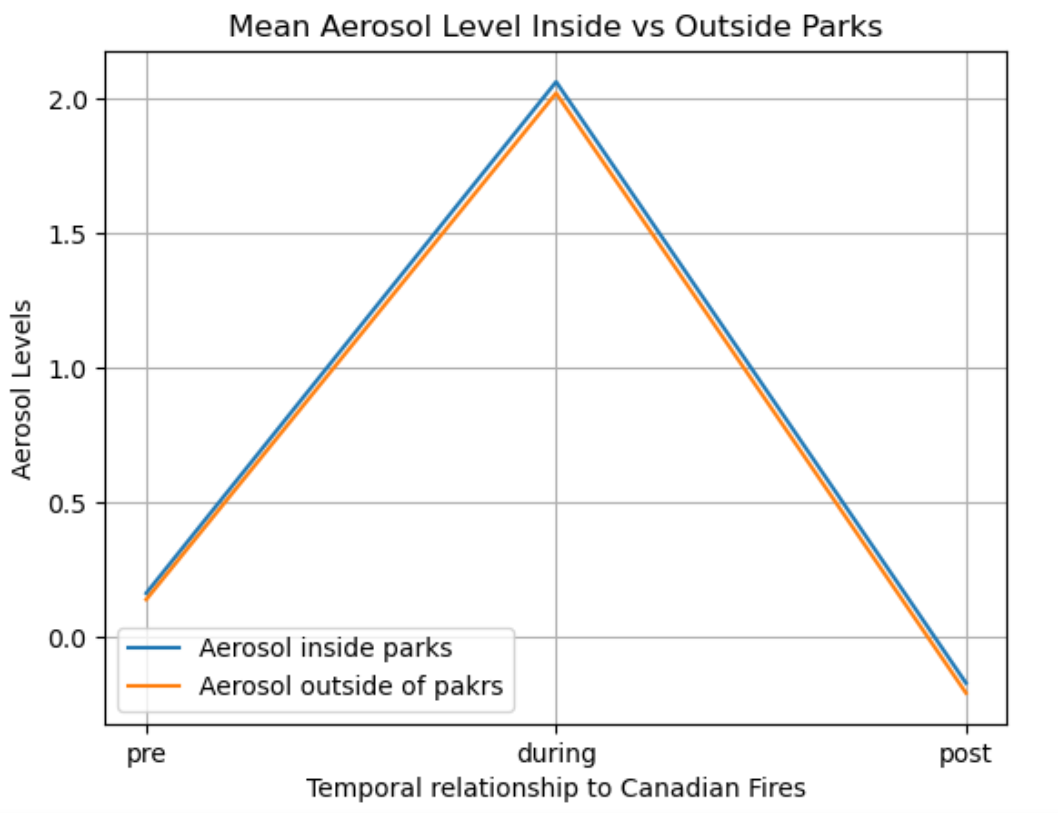 Mean Aerosol Level Inside vs Outside Parks
Aerosol Levels
2.0
1.5
1.0
0.5
0.0
Aerosol inside parks
Aerosol outside of pakrs
pre during post
Temporal relationship to Canadian Fires